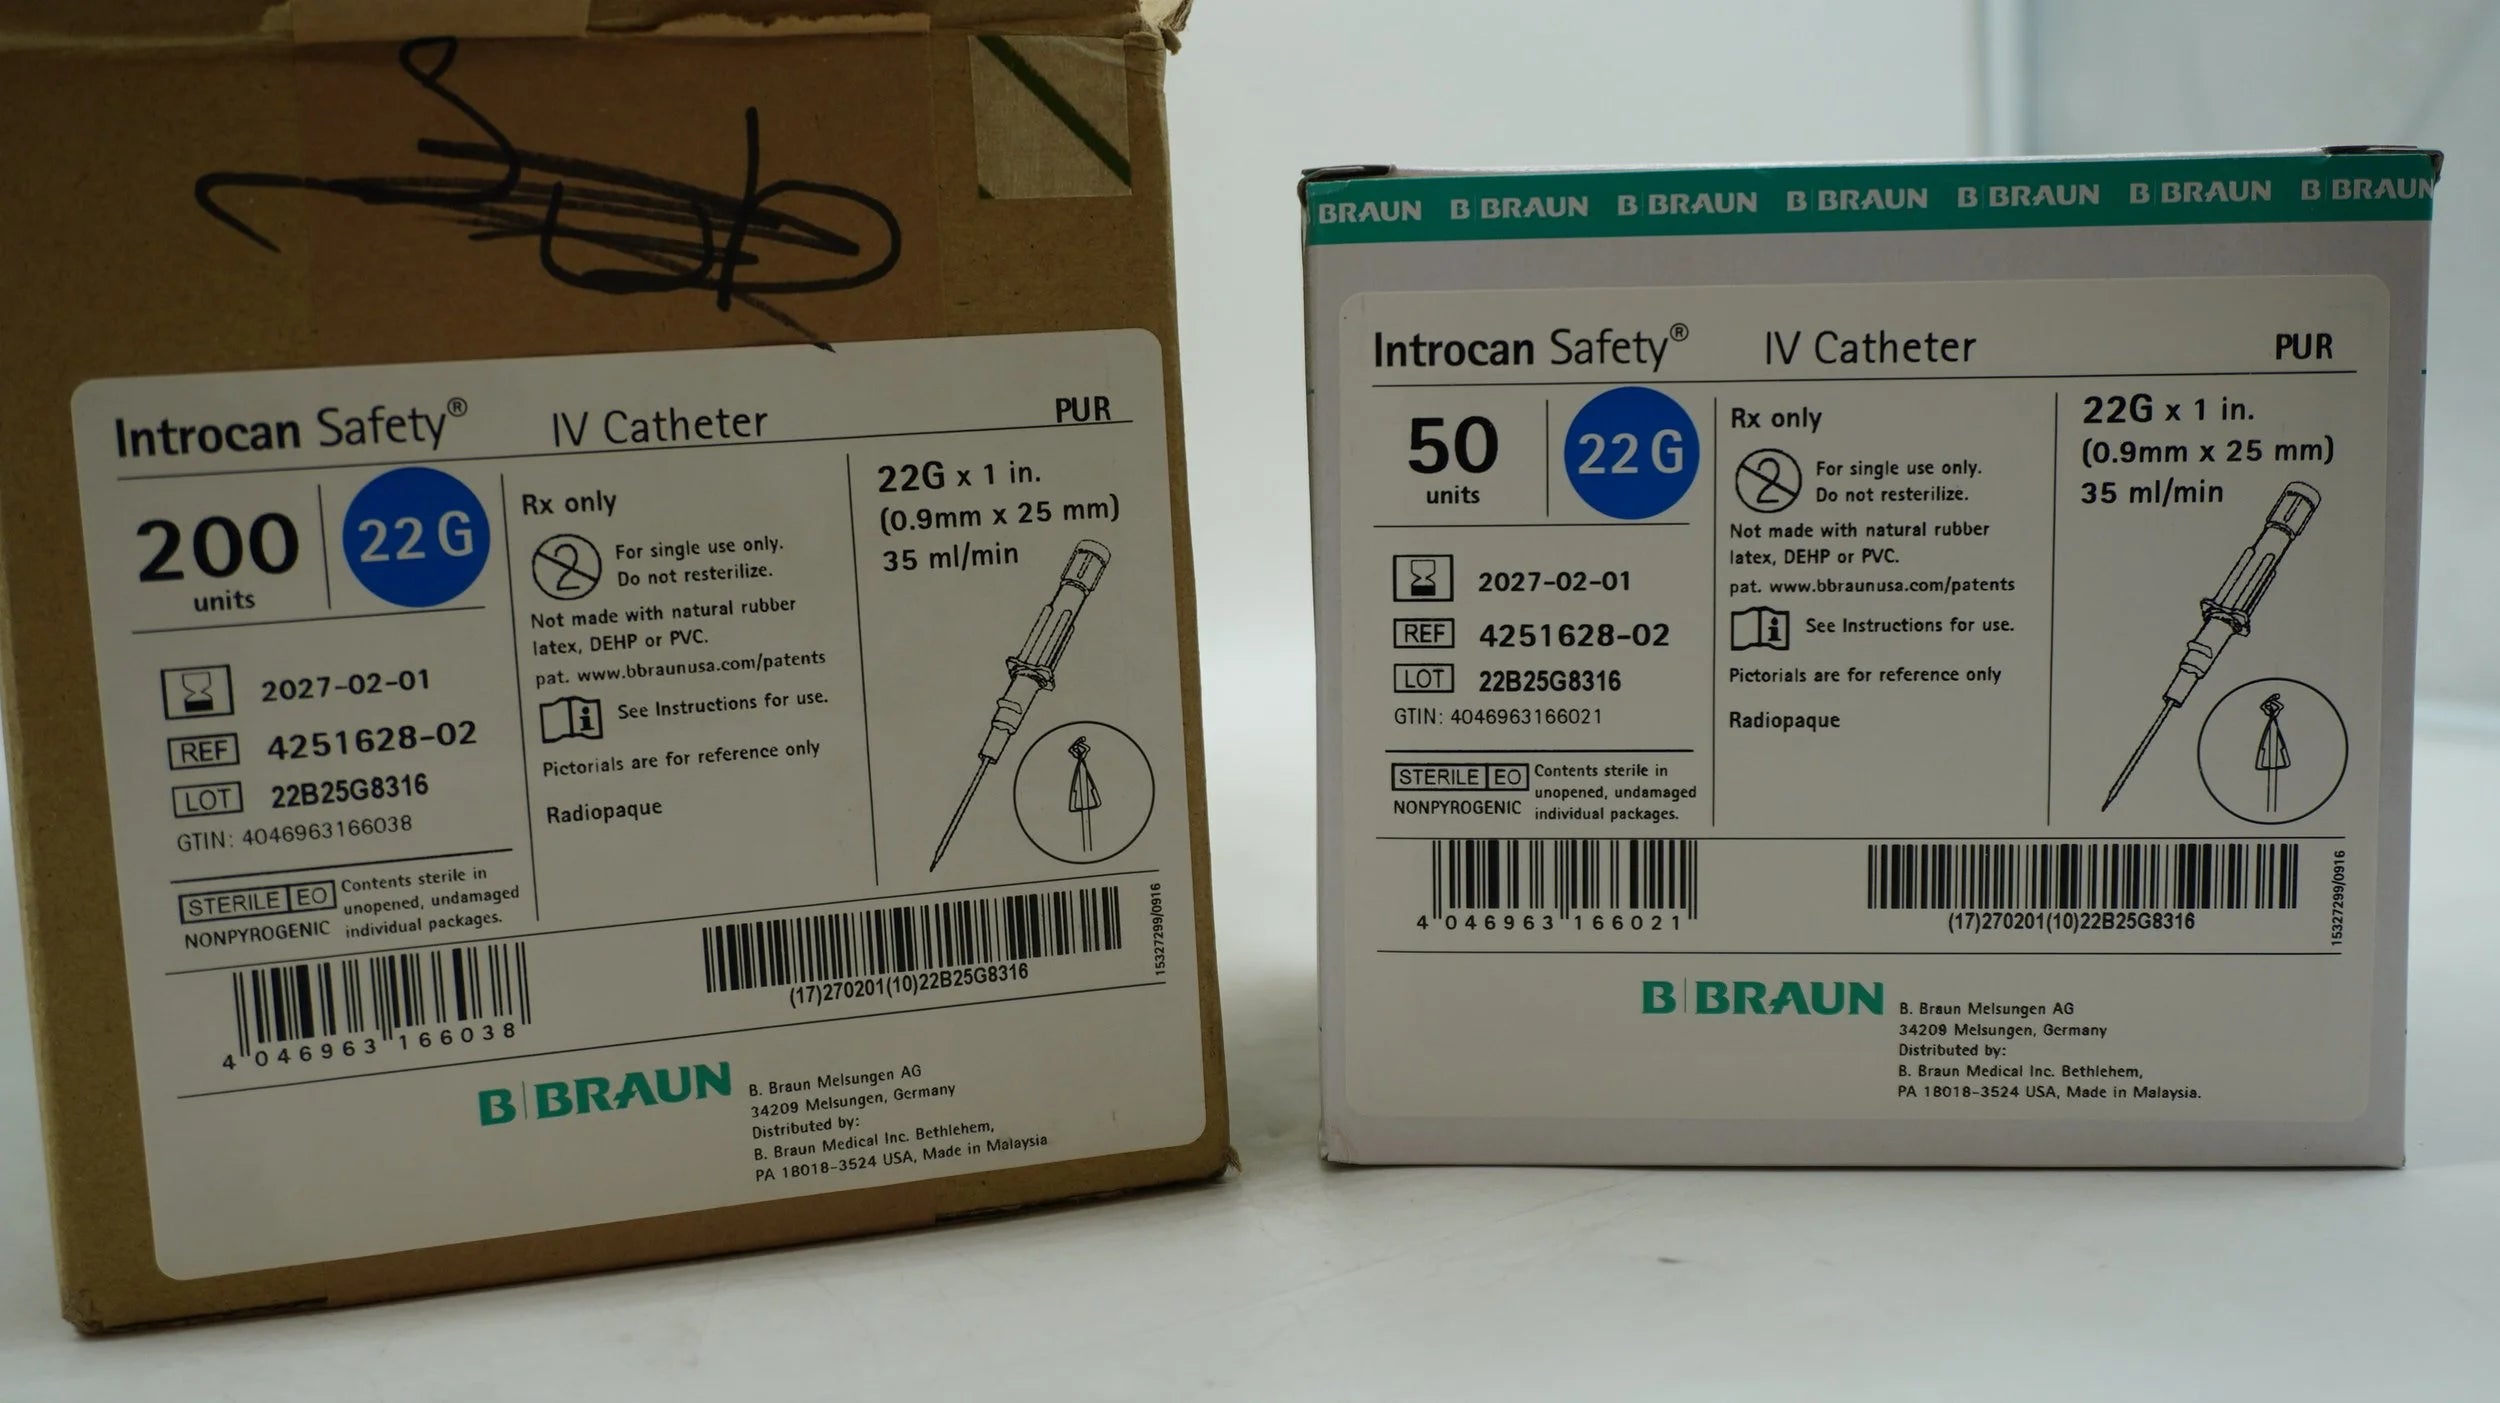 Introcan Safety® IV Catheter PUR
200
units
22 G
2027-02-01
REF 4251628-02
LOT 22B25G8316
GTIN: 4046963166038
STERILE EO
NONPYROGENIC
Contents sterile in
unopened, undamaged
individual packages.
Rx only
2
For single use only.
Do not resterilize.
Not made with natural rubber
latex, DEHP or PVC.
pat. www.bbraunusa.com/patents
i See Instructions for use.
Pictorials are for reference only
Radiopaque
22G x 1 in.
(0.9mm x 25 mm)
35 ml/min
4 046963 166038
(17)270201(10)22B25G8316
15327299/0916
B BRAUN
B. Braun Melsungen AG
34209 Melsungen, Germany
Distributed by:
B. Braun Medical Inc. Bethlehem,
PA 18018-3524 USA, Made in Malaysia
BRAUN B BRAUN B BRAUN B BRAUN B BRAUN B BRAUN B BRAUN
Introcan Safety® IV Catheter PUR
50
units
22 G
2027-02-01
REF 4251628-02
LOT 22B25G8316
GTIN: 4046963166021
STERILE EO
NONPYROGENIC
Contents sterile in
unopened, undamaged
individual packages.
Rx only
2
For single use only.
Do not resterilize.
Not made with natural rubber
latex, DEHP or PVC.
pat. www.bbraunusa.com/patents
i See Instructions for use.
Pictorials are for reference only
Radiopaque
22G x 1 in.
(0.9mm x 25 mm)
35 ml/min
4 046963 166021
(17)270201(10)22B25G8316
15327299/0916
B BRAUN
B. Braun Melsungen AG
34209 Melsungen, Germany
Distributed by:
B. Braun Medical Inc. Bethlehem,
PA 18018-3524 USA, Made in Malaysia.